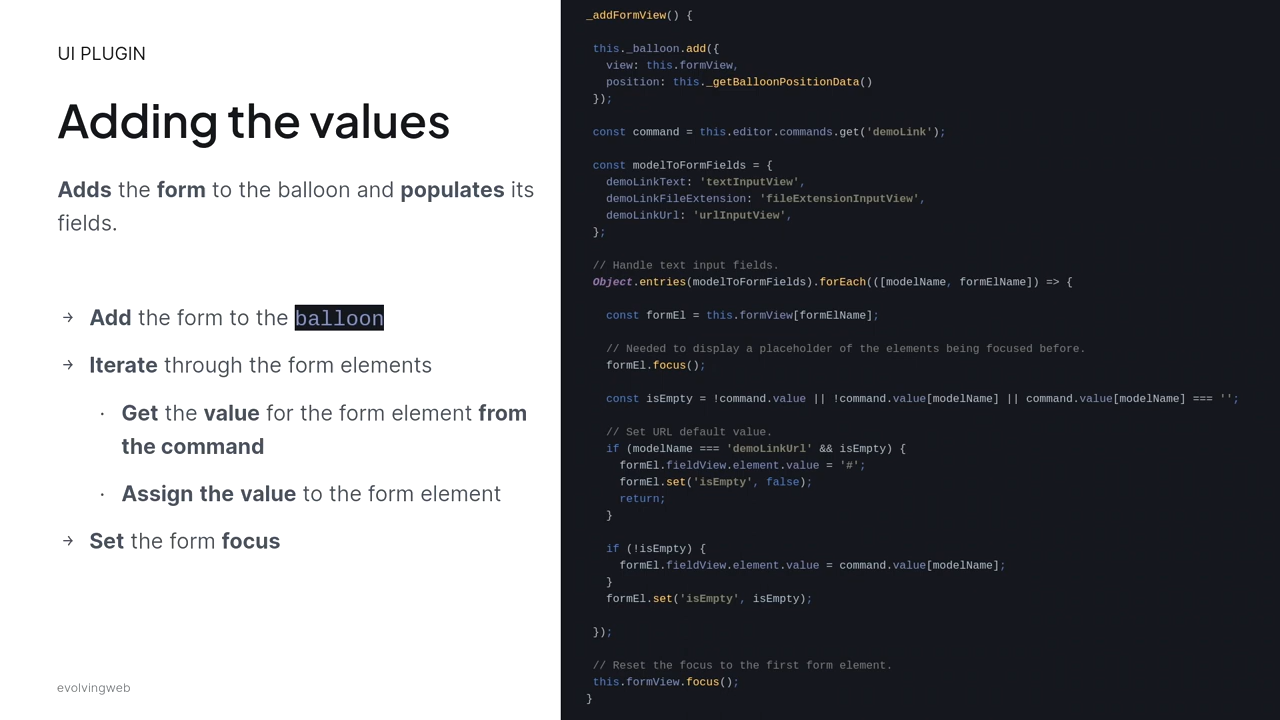 UI PLUGIN
Adding the values
Adds the form to the balloon and populates its
fields.
→ Add the form to the balloon
→ Iterate through the form elements
· Get the value for the form element from
the command
· Assign the value to the form element
→ Set the form focus
evolvingweb
_addFormView() {
this._balloon.add({
view: this.formView,
position: this._getBalloonPositionData()
});
const command = this.editor.commands.get('demoLink');
const modelToFormFields = {
demoLinkText: 'textInputView',
demoLinkFileExtension: 'fileExtensionInputView',
demoLinkUrl: 'urlInputView',
};
// Handle text input fields.
Object.entries(modelToFormFields).forEach(([modelName, formElName]) => {
const formEl = this.formView[formElName];
// Needed to display a placeholder of the elements being focused before.
formEl.focus();
const isEmpty = !command.value || !command.value[modelName] || command.value[modelName] === '';
// Set URL default value.
if (modelName === 'demoLinkUrl' && isEmpty) {
formEl.fieldView.element.value = '#';
formEl.set('isEmpty', false);
return;
}
if (!isEmpty) {
formEl.fieldView.element.value = command.value[modelName];
}
formEl.set('isEmpty', isEmpty);
});
// Reset the focus to the first form element.
this.formView.focus();
}